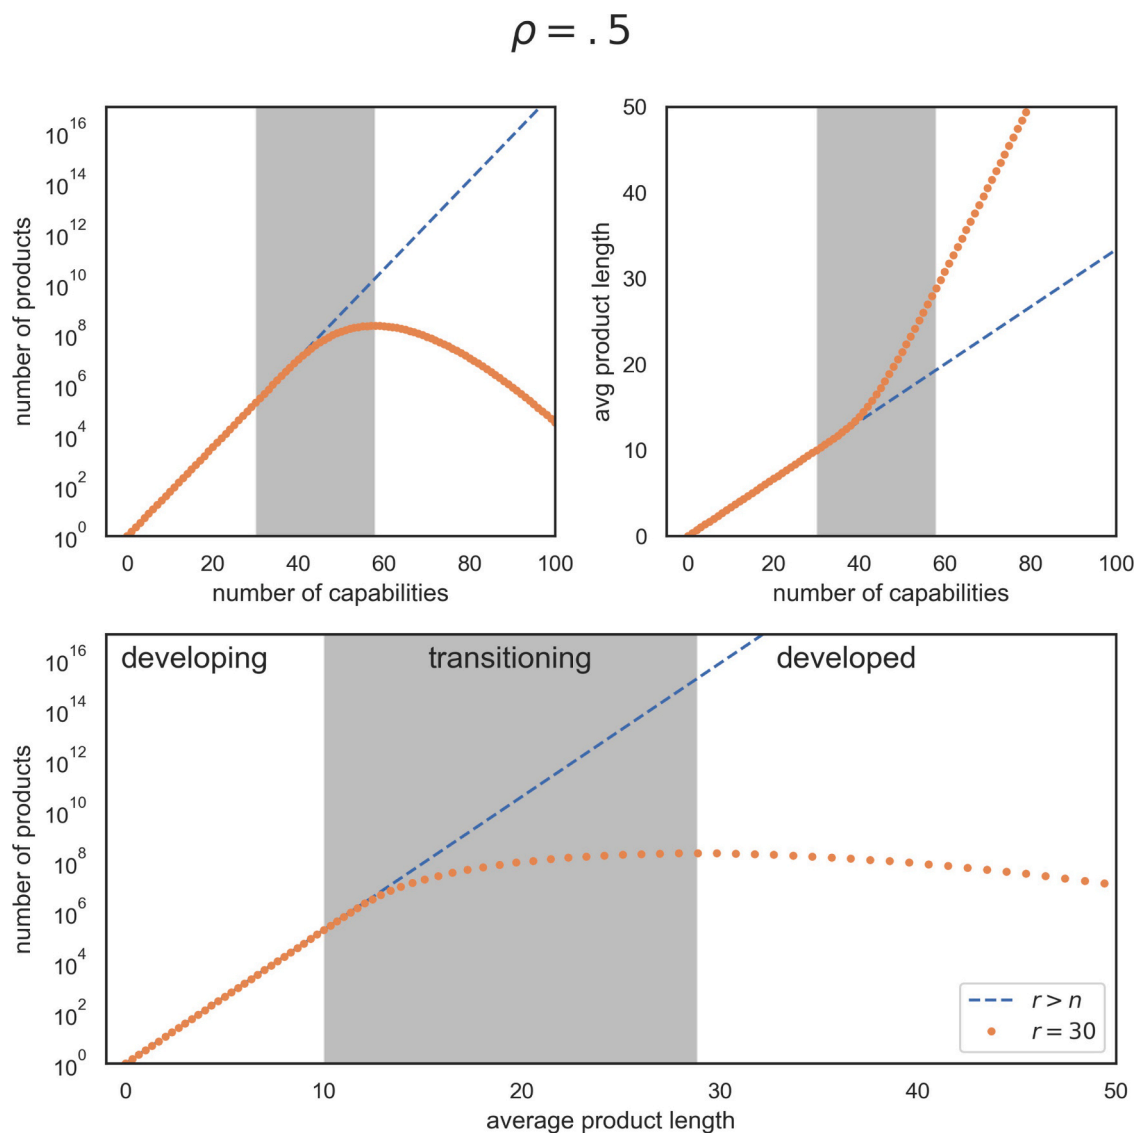 ρ = .5
number of products
10^16
10^14
10^12
10^10
10^8
10^6
10^4
10^2
10^0
0 20 40 60 80 100
number of capabilities
avg product length
50
40
30
20
10
0
0 20 40 60 80 100
number of capabilities
developing transitioning developed
number of products
10^16
10^14
10^12
10^10
10^8
10^6
10^4
10^2
10^0
r > n
r = 30
0 10 20 30 40 50
average product length